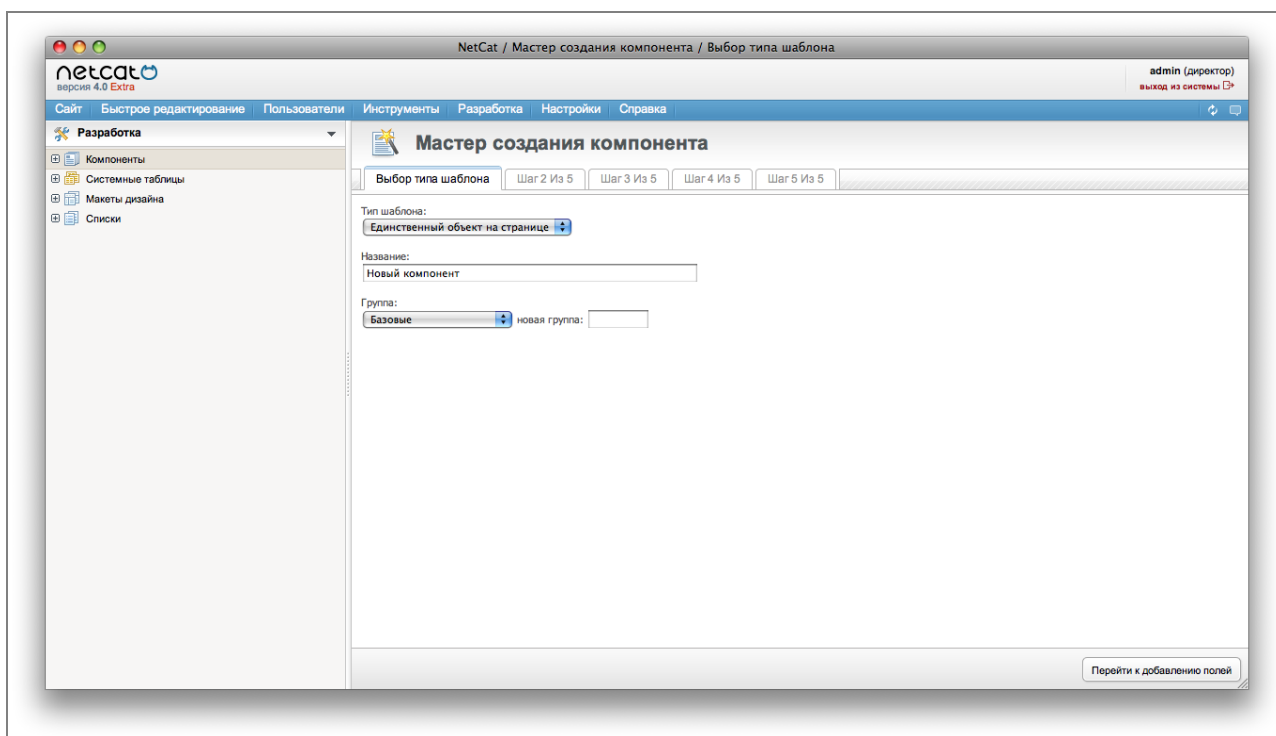 NetCat / Мастер создания компонента / Выбор типа шаблона
netcat
версия 4.0 Extra
admin (директор)
выход из системы
Сайт Быстрое редактирование Пользователи Инструменты Разработка Настройки Справка
Разработка
Компоненты
Системные таблицы
Макеты дизайна
Списки
Мастер создания компонента
Выбор типа шаблона Шаг 2 Из 5 Шаг 3 Из 5 Шаг 4 Из 5 Шаг 5 Из 5
Тип шаблона:
Единственный объект на странице
Название:
Новый компонент
Группа:
Базовые новая группа:
Перейти к добавлению полей